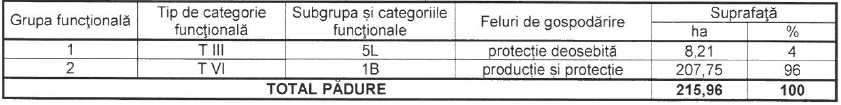 Grupa funcțională Tip de categorie funcțională Subgrupa și categoriile funcționale Feluri de gospodărire Suprafață
ha %
1 T III 5L protecție deosebită 8,21 4
2 T VI 1B producție și protecție 207,75 96
TOTAL PĂDURE 215,96 100